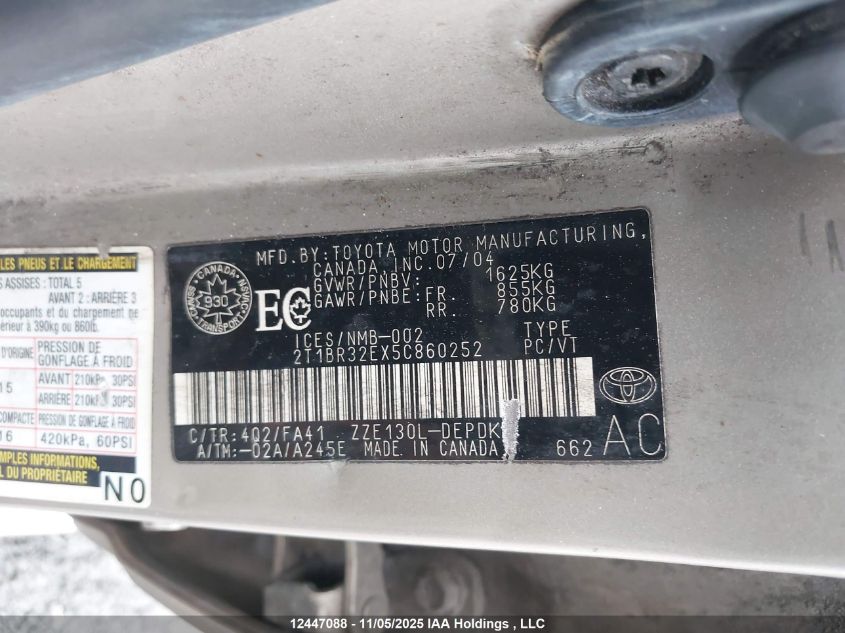 LES PNEUS ET LE CHARGEMENT
ASSISES : TOTAL 5
AVANT 2 : ARRIÈRE 3
occupants et du chargement ne
à 390kg ou 860lb.
D'ORIGINE PRESSION DE GONFLAGE À FROID
15 AVANT 210kPa, 30PSI
ARRIÈRE 210kPa, 30PSI
COMPACTE PRESSION DE GONFLAGE À FROID
16 420kPa, 60PSI
AMPLES INFORMATIONS,
DU PROPRIÉTAIRE
N0
CANADA
930
TRANSPORT
EC
MFD. BY: TOYOTA MOTOR MANUFACTURING,
CANADA, INC. 07/04
GVWR/PNBV: 1625KG
GAWR/PNBE: FR. 855KG
RR. 780KG
ICES/NMB-002 TYPE
2T1BR32EX5C860252 PC/VT
C/TR: 4Q2/FA41 ZZE130L-DEPDK
A/TM: -02A/A245E MADE IN CANADA
662 AC
12447088 - 11/05/2025 IAA Holdings , LLC